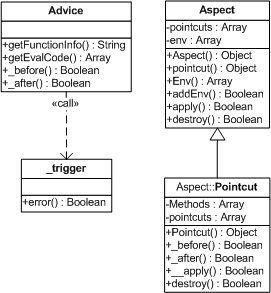 Advice
+getFunctionInfo() : String
+getEvalCode() : Array
+_before() : Boolean
+_after() : Boolean
«call»
_trigger
+error() : Boolean
Aspect
-pointcuts : Array
-env : Array
+Aspect() : Object
+pointcut() : Object
+Env() : Array
+addEnv() : Boolean
+apply() : Boolean
+destroy() : Boolean
Aspect::Pointcut
-Methods : Array
-pointcuts : Array
+Pointcut() : Object
+_before() : Boolean
+_after() : Boolean
+__apply() : Boolean
+destroy() : Boolean